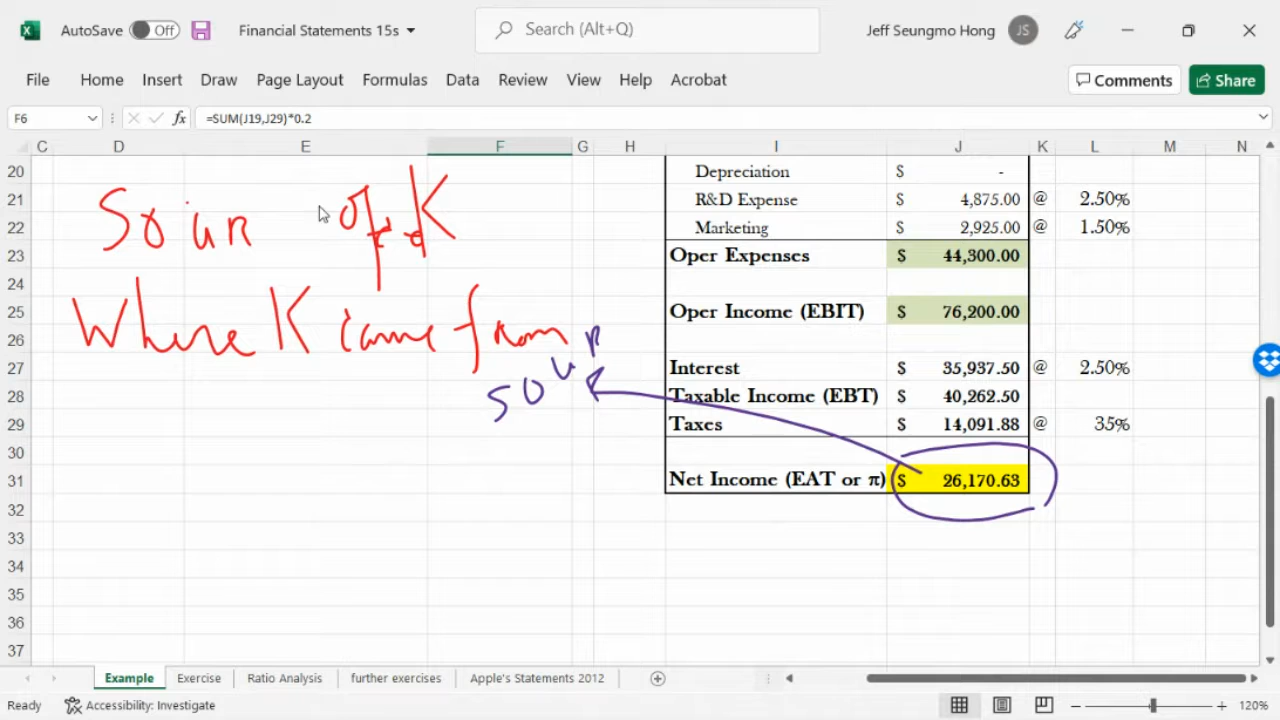 AutoSave Off Financial Statements 15s Search (Alt+Q) Jeff Seungmo Hong JS
File Home Insert Draw Page Layout Formulas Data Review View Help Acrobat Comments Share
F6 fx =SUM(J19,J29)*0.2
C D E F G H I J K L M N
20 Depreciation $ -
21 R&D Expense $ 4,875.00 @ 2.50%
22 Marketing $ 2,925.00 @ 1.50%
23 Oper Expenses $ 44,300.00
24
25 Oper Income (EBIT) $ 76,200.00
26
27 Interest $ 35,937.50 @ 2.50%
28 Taxable Income (EBT) $ 40,262.50
29 Taxes $ 14,091.88 @ 35%
30
31 Net Income (EAT or π) $ 26,170.63
32
33
34
35
36
37
of K
Where K came from
Example Exercise Ratio Analysis further exercises Apple's Statements 2012
Ready Accessibility: Investigate 120%